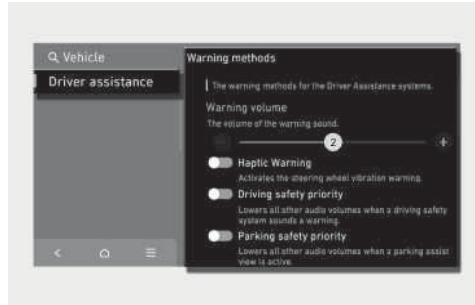 Vehicle
Driver assistance
Warning methods
The warning methods for the Driver Assistance systems.
Warning volume
The volume of the warning sound.
2
+
Haptic Warning
Activates the steering wheel vibration warning.
Driving safety priority
Lowers all other audio volumes when a driving safety
system sounds a warning.
Parking safety priority
Lowers all other audio volumes when a parking assist
view is active.